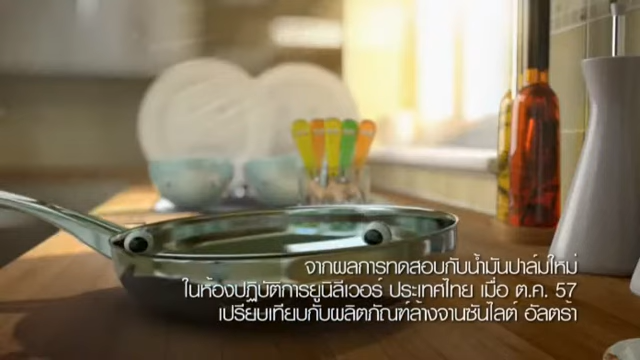 จากผลการทดสอบกับน้ำมันปาล์มใหม่
ในห้องปฏิบัติการยูนิลีเวอร์ ประเทศไทย เมื่อ ต.ค. 57
เปรียบเทียบกับผลิตภัณฑ์ล้างจานซันไลต์ อัลตร้า